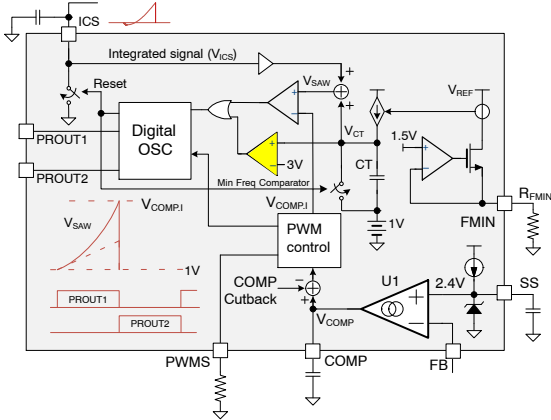 ICS
Integrated signal (VICS)
+
VSAW
+
Reset
+
−
VREF
Digital
OSC
+
−
3V
VCT
CT
1.5V
+
−
PROUT1
PROUT2
Min Freq Comparator
RFMIN
FMIN
VCOMP.I
VCOMP.I
VSAW
1V
1V
PWM
control
PROUT1
PROUT2
COMP
Cutback
−
+
U1
2.4V
SS
+
−
VCOMP
PWMS
COMP
FB